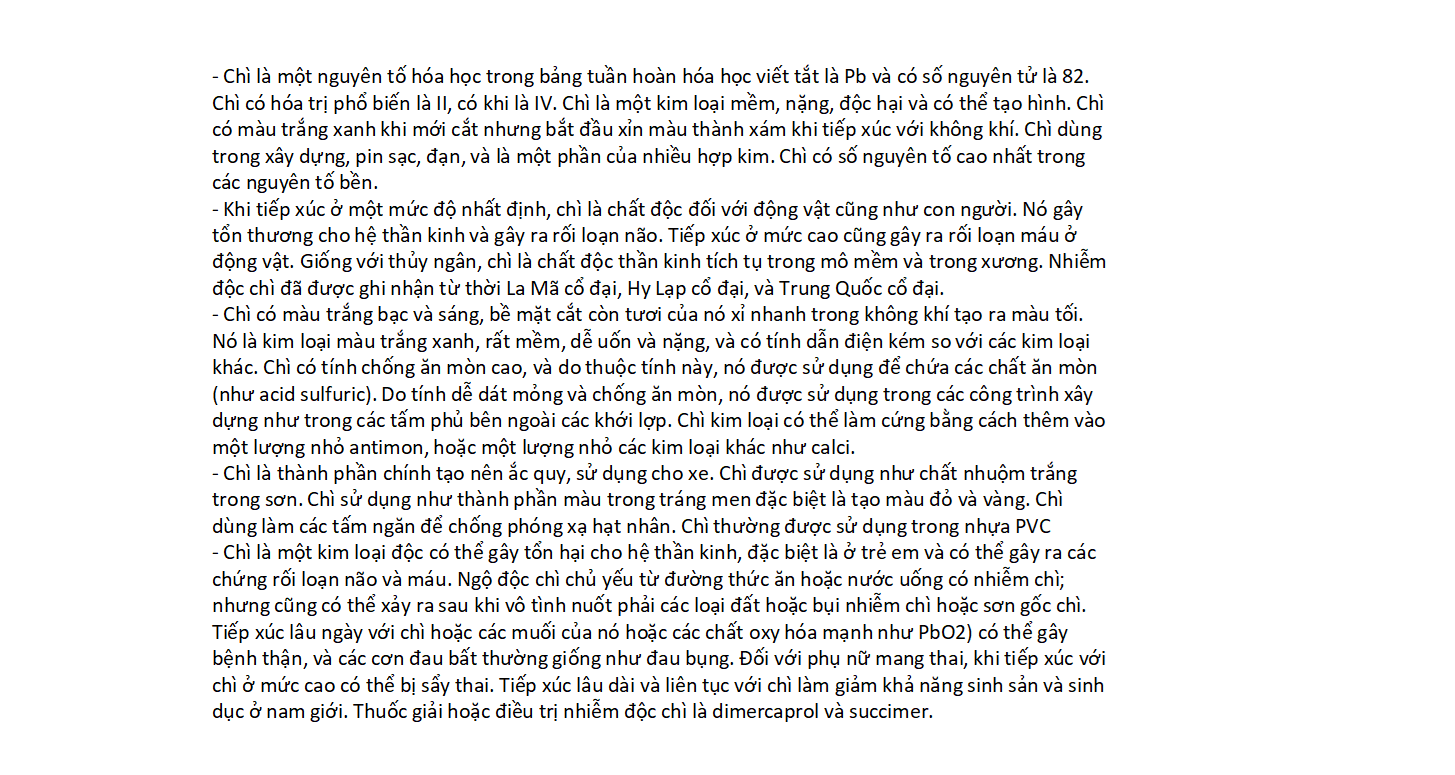 - Chì là một nguyên tố hóa học trong bảng tuần hoàn hóa học viết tắt là Pb và có số nguyên tử là 82.
Chì có hóa trị phổ biến là II, có khi là IV. Chì là một kim loại mềm, nặng, độc hại và có thể tạo hình. Chì
có màu trắng xanh khi mới cắt nhưng bắt đầu xỉn màu thành xám khi tiếp xúc với không khí. Chì dùng
trong xây dựng, pin sạc, đạn, và là một phần của nhiều hợp kim. Chì có số nguyên tố cao nhất trong
các nguyên tố bền.
- Khi tiếp xúc ở một mức độ nhất định, chì là chất độc đối với động vật cũng như con người. Nó gây
tổn thương cho hệ thần kinh và gây ra rối loạn não. Tiếp xúc ở mức cao cũng gây ra rối loạn máu ở
động vật. Giống với thủy ngân, chì là chất độc thần kinh tích tụ trong mô mềm và trong xương. Nhiễm
độc chì đã được ghi nhận từ thời La Mã cổ đại, Hy Lạp cổ đại, và Trung Quốc cổ đại.
- Chì có màu trắng bạc và sáng, bề mặt cắt còn tươi của nó xỉ nhanh trong không khí tạo ra màu tối.
Nó là kim loại màu trắng xanh, rất mềm, dễ uốn và nặng, và có tính dẫn điện kém so với các kim loại
khác. Chì có tính chống ăn mòn cao, và do thuộc tính này, nó được sử dụng để chứa các chất ăn mòn
(như acid sulfuric). Do tính dễ dát mỏng và chống ăn mòn, nó được sử dụng trong các công trình xây
dựng như trong các tấm phủ bên ngoài các khới lợp. Chì kim loại có thể làm cứng bằng cách thêm vào
một lượng nhỏ antimon, hoặc một lượng nhỏ các kim loại khác như calci.
- Chì là thành phần chính tạo nên ắc quy, sử dụng cho xe. Chì được sử dụng như chất nhuộm trắng
trong sơn. Chì sử dụng như thành phần màu trong tráng men đặc biệt là tạo màu đỏ và vàng. Chì
dùng làm các tấm ngăn để chống phóng xạ hạt nhân. Chì thường được sử dụng trong nhựa PVC
- Chì là một kim loại độc có thể gây tổn hại cho hệ thần kinh, đặc biệt là ở trẻ em và có thể gây ra các
chứng rối loạn não và máu. Ngộ độc chì chủ yếu từ đường thức ăn hoặc nước uống có nhiễm chì;
nhưng cũng có thể xảy ra sau khi vô tình nuốt phải các loại đất hoặc bụi nhiễm chì hoặc sơn gốc chì.
Tiếp xúc lâu ngày với chì hoặc các muối của nó hoặc các chất oxy hóa mạnh như PbO2) có thể gây
bệnh thận, và các cơn đau bất thường giống như đau bụng. Đối với phụ nữ mang thai, khi tiếp xúc với
chì ở mức cao có thể bị sẩy thai. Tiếp xúc lâu dài và liên tục với chì làm giảm khả năng sinh sản và sinh
dục ở nam giới. Thuốc giải hoặc điều trị nhiễm độc chì là dimercaprol và succimer.